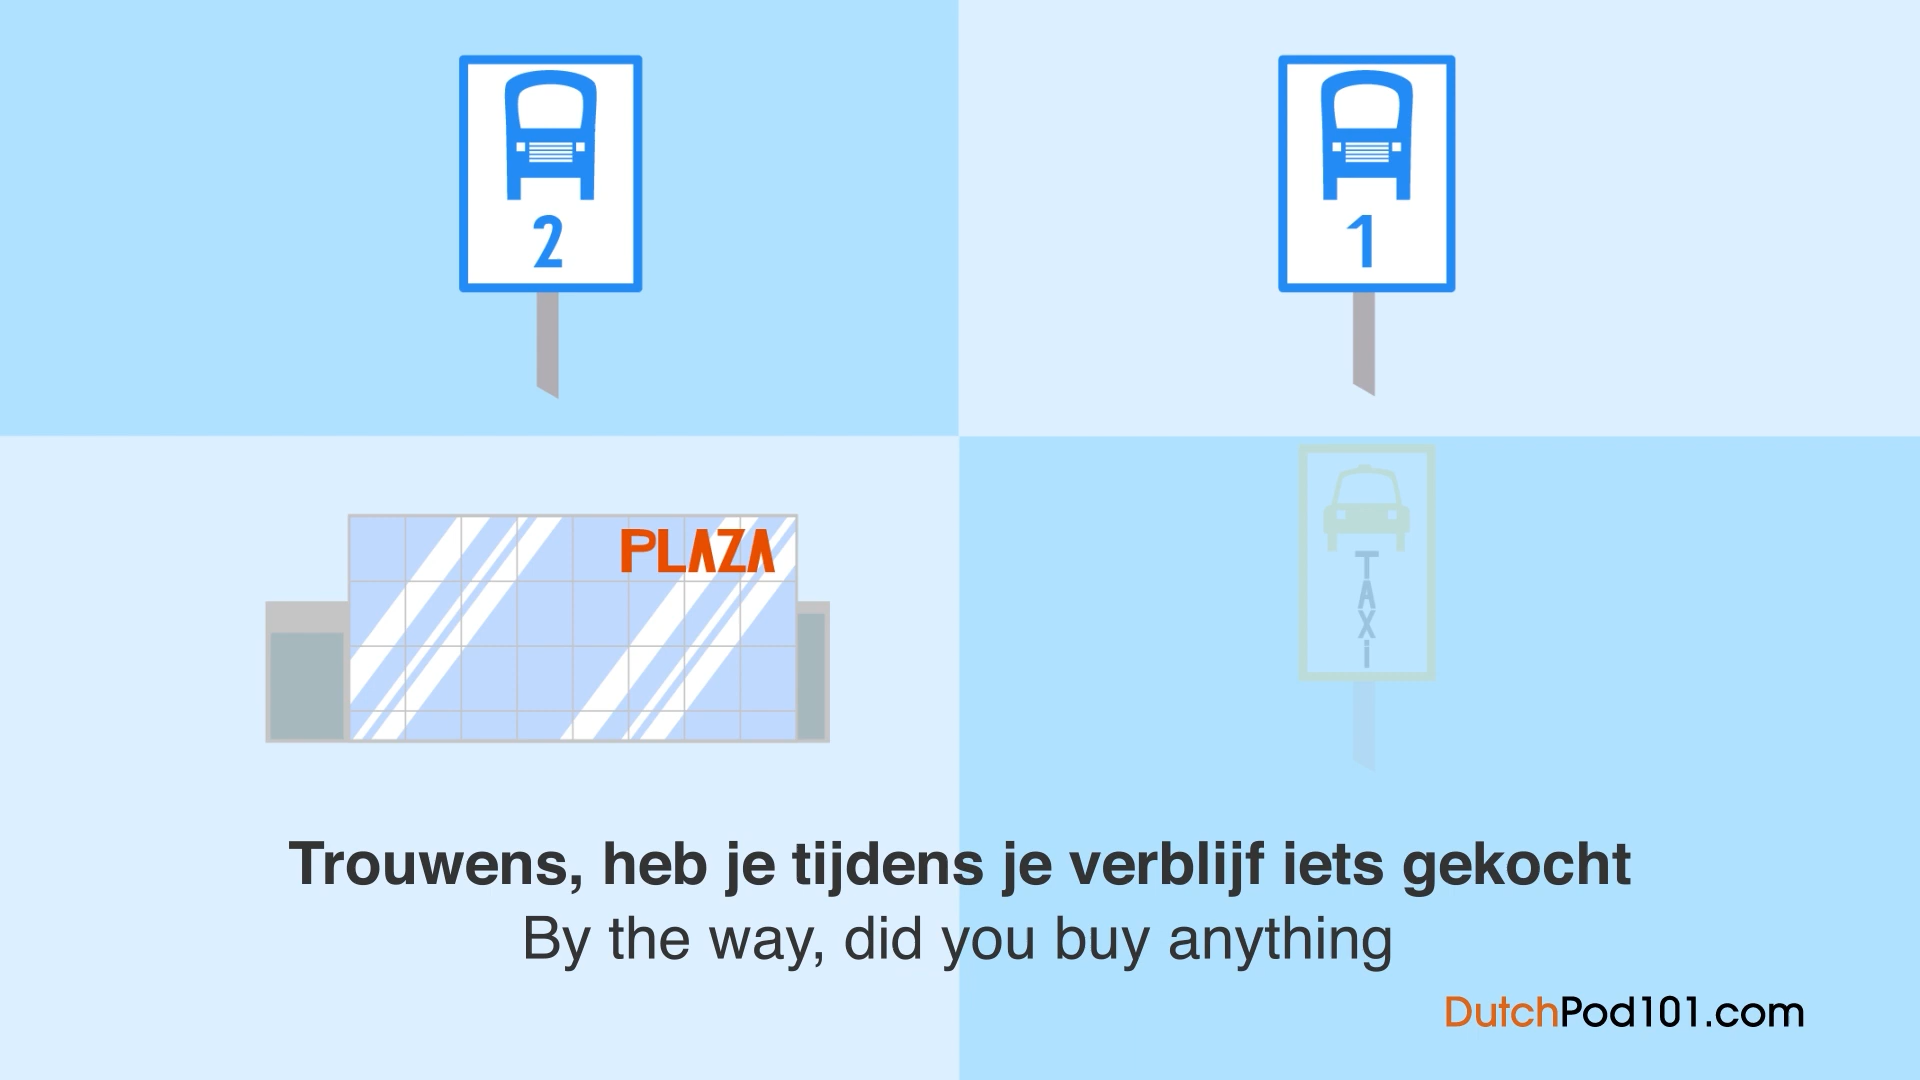 2
1
PLAZA
TAXi
Trouwens, heb je tijdens je verblijf iets gekocht
By the way, did you buy anything
DutchPod101.com